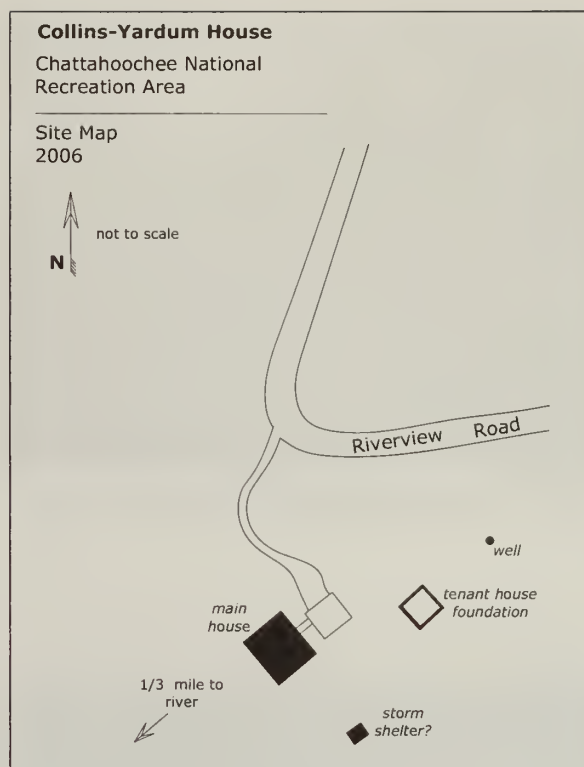 Collins-Yardum House
Chattahoochee National
Recreation Area
Site Map
2006
not to scale
N
Riverview Road
well
tenant house
foundation
main
house
1/3 mile to
river
storm
shelter?